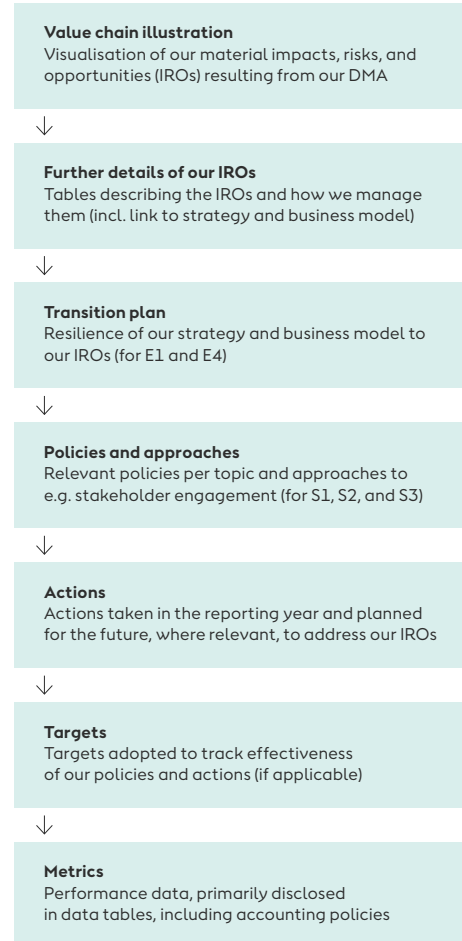 Value chain illustration
Visualisation of our material impacts, risks, and
opportunities (IROs) resulting from our DMA
Further details of our IROs
Tables describing the IROs and how we manage
them (incl. link to strategy and business model)
Transition plan
Resilience of our strategy and business model to
our IROs (for E1 and E4)
Policies and approaches
Relevant policies per topic and approaches to
e.g. stakeholder engagement (for S1, S2, and S3)
Actions
Actions taken in the reporting year and planned
for the future, where relevant, to address our IROs
Targets
Targets adopted to track effectiveness
of our policies and actions (if applicable)
Metrics
Performance data, primarily disclosed
in data tables, including accounting policies